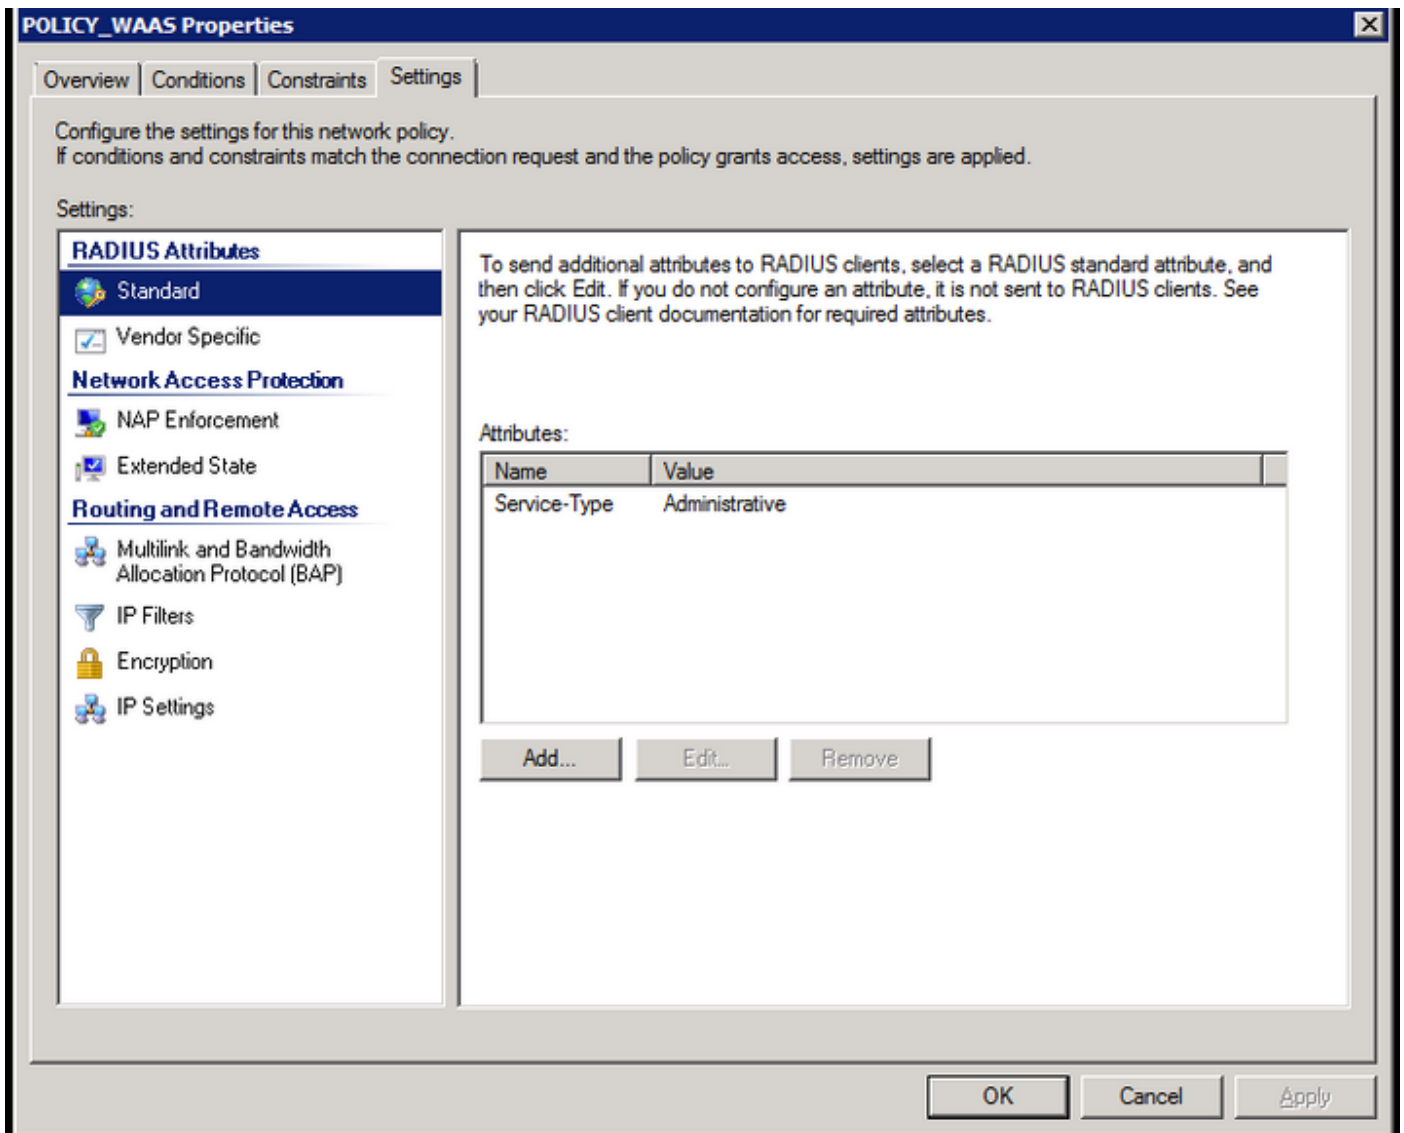 POLICY_WAAS Properties
Overview
Conditions
Constraints
Settings
Configure the settings for this network policy.
If conditions and constraints match the connection request and the policy grants access, settings are applied.
Settings:
RADIUS Attributes
Standard
Vendor Specific
Network Access Protection
NAP Enforcement
Extended State
Routing and Remote Access
Multilink and Bandwidth
Allocation Protocol (BAP)
IP Filters
Encryption
IP Settings
To send additional attributes to RADIUS clients, select a RADIUS standard attribute, and
then click Edit. If you do not configure an attribute, it is not sent to RADIUS clients. See
your RADIUS client documentation for required attributes.
Attributes:
Name Value
Service-Type Administrative
Add... Edit... Remove
OK Cancel Apply